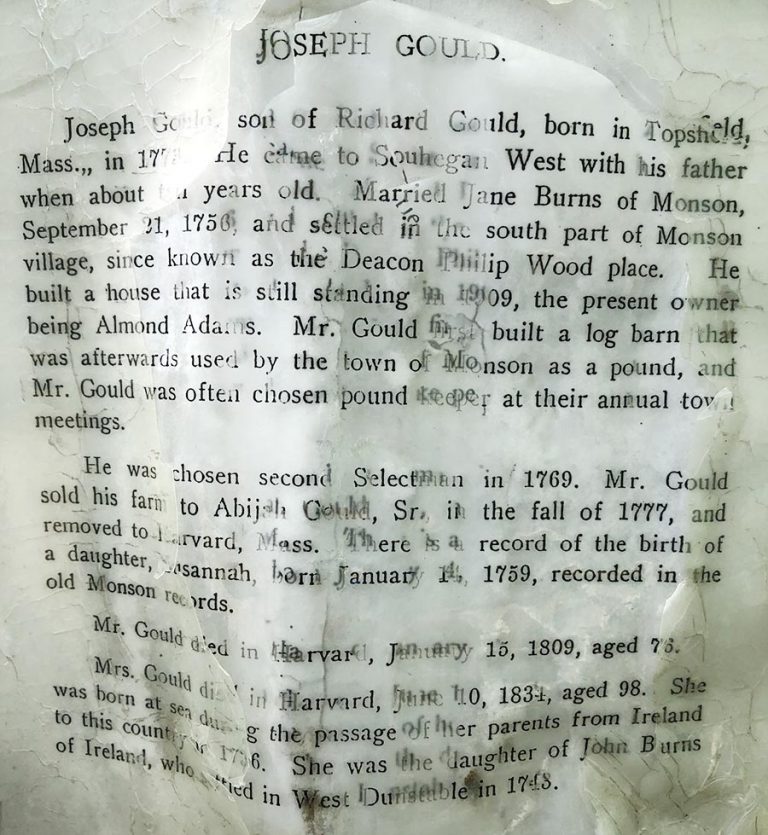 JOSEPH GOULD.
Joseph Gould, son of Richard Gould, born in Topsfield,
Mass.,, in He came to Souhegan West with his father
when about years old. Married Jane Burns of Monson,
September 21, 1756, and settled in the south part of Monson
village, since known as the Deacon Philip Wood place. He
built a house that is still standing in 1909, the present owner
being Almond Adams. Mr. Gould first built a log barn that
was afterwards used by the town of Monson as a pound, and
Mr. Gould was often chosen pound keeper at their annual town
meetings.
He was chosen second Selectman in 1769. Mr. Gould
sold his farm to Abijah Gould, Sr., in the fall of 1777, and
removed to Harvard, Mass. There is a record of the birth of
a daughter, Susannah, born January 1759, recorded in the
old Monson records.
Mr. Gould died in Harvard, January 15, 1809, aged 76.
Mrs. Gould died in Harvard, June 10, 1834, aged 98. She
was born at sea during the passage of her parents from Ireland
to this country in 1736. She was the daughter of John Burns
of Ireland, who settled in West Dunstable in